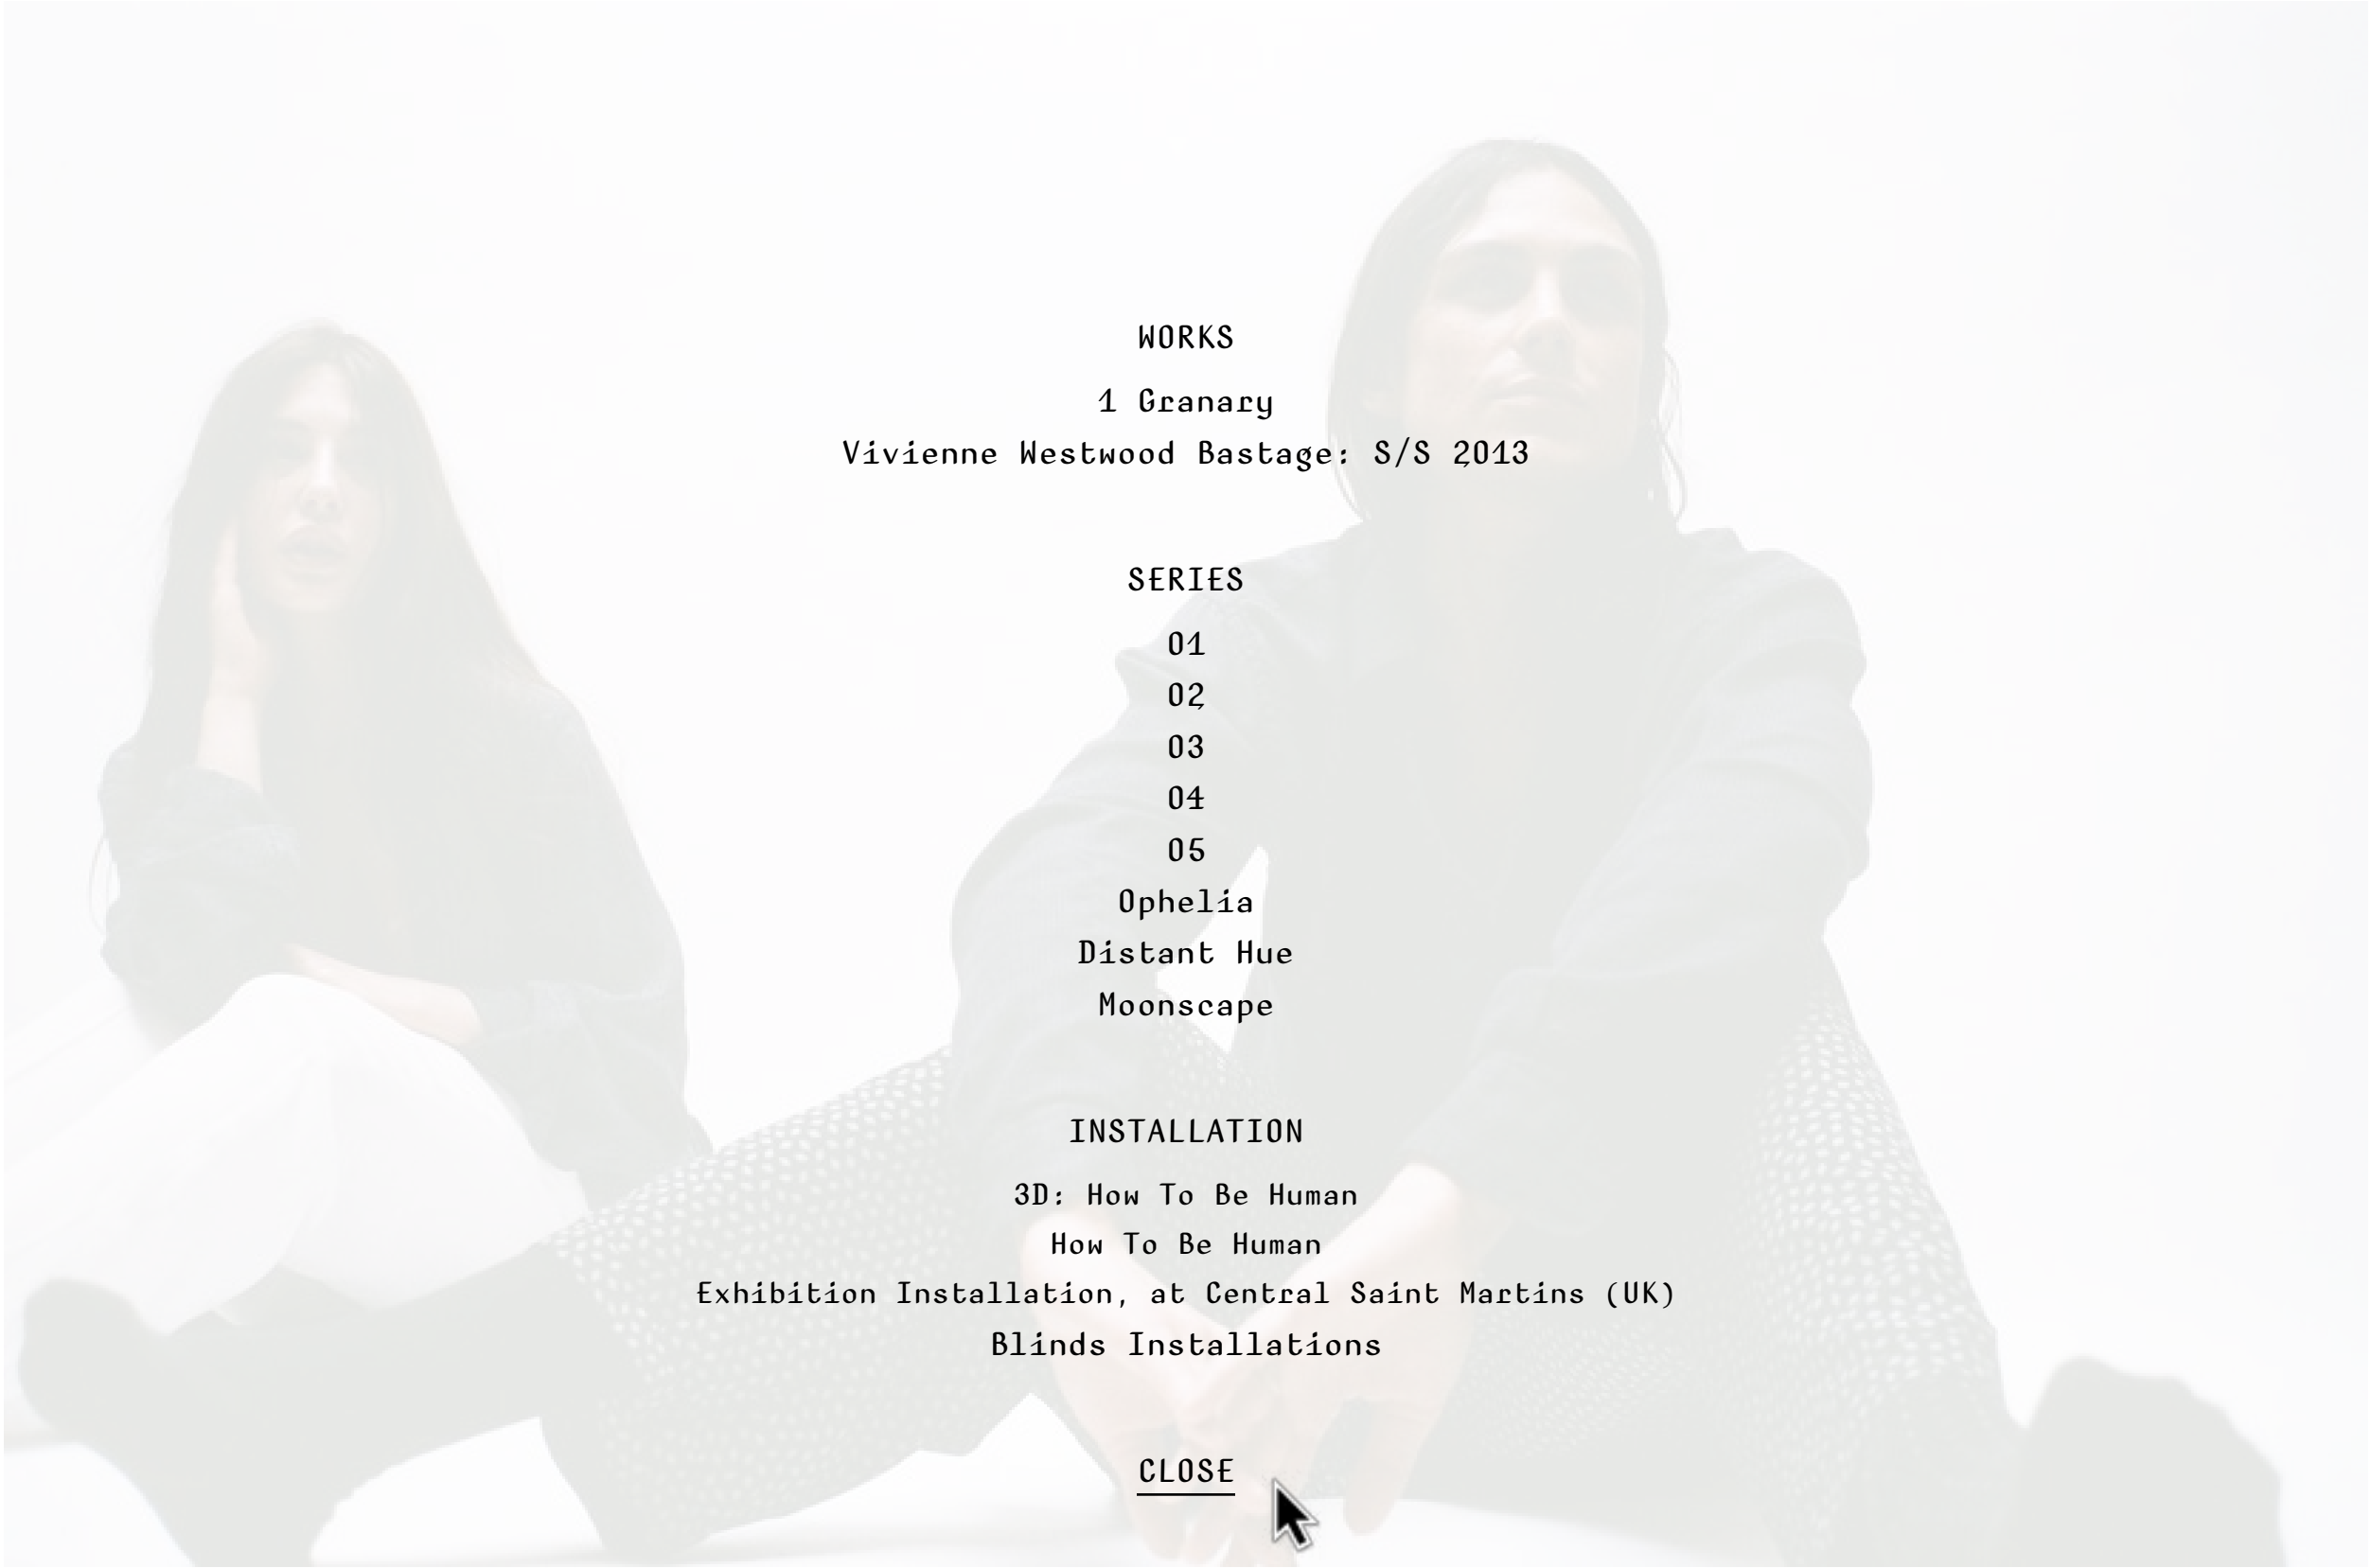 WORKS
1 Granary
Vivienne Westwood Bastage: S/S 2013
SERIES
01
02
03
04
05
Ophelia
Distant Hue
Moonscape
INSTALLATION
3D: How To Be Human
How To Be Human
Exhibition Installation, at Central Saint Martins (UK)
Blinds Installations
CLOSE